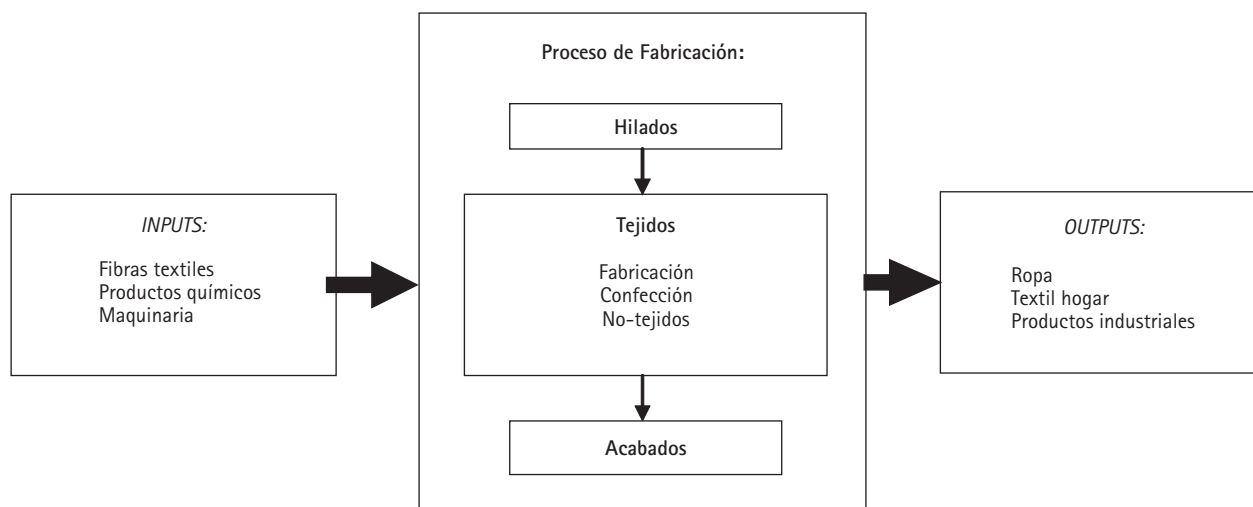 INPUTS:
Fibras textiles
Productos químicos
Maquinaria
Proceso de Fabricación:
Hilados
Tejidos
Fabricación
Confección
No-tejidos
Acabados
OUTPUTS:
Ropa
Textil hogar
Productos industriales